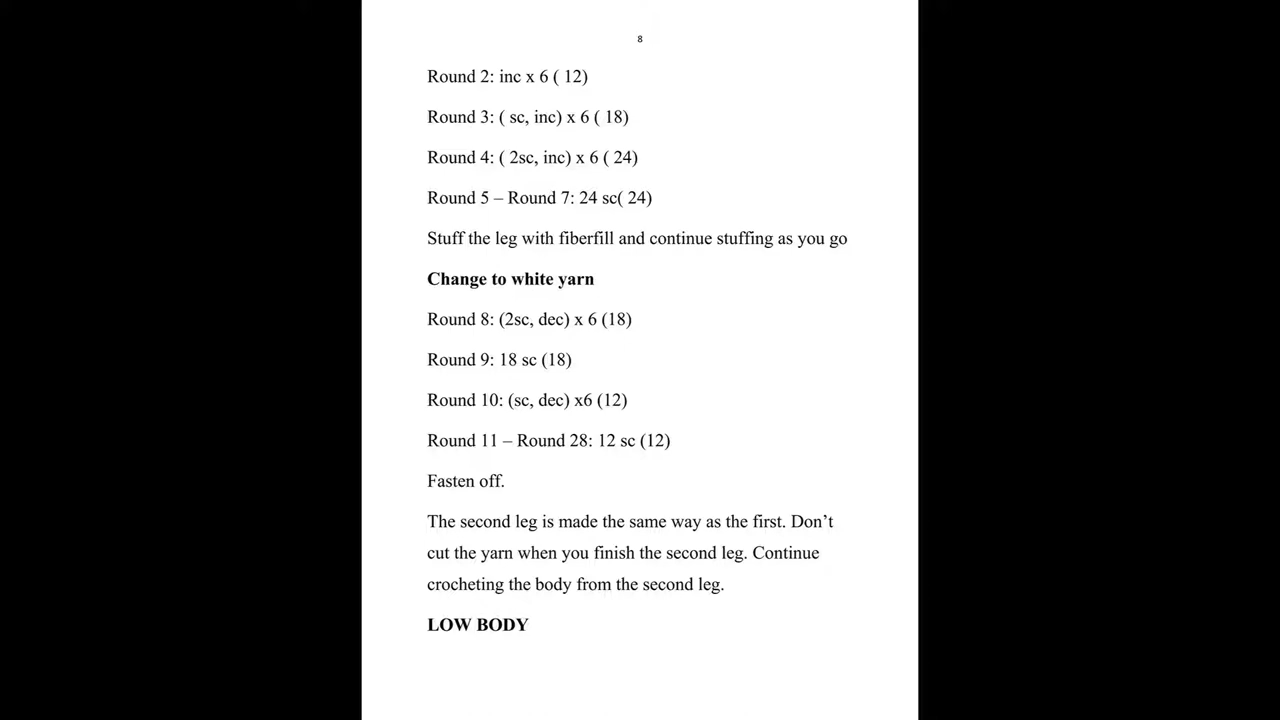 8
Round 2: inc x 6 ( 12)
Round 3: ( sc, inc) x 6 ( 18)
Round 4: ( 2sc, inc) x 6 ( 24)
Round 5 – Round 7: 24 sc( 24)
Stuff the leg with fiberfill and continue stuffing as you go
Change to white yarn
Round 8: (2sc, dec) x 6 (18)
Round 9: 18 sc (18)
Round 10: (sc, dec) x6 (12)
Round 11 – Round 28: 12 sc (12)
Fasten off.
The second leg is made the same way as the first. Don’t
cut the yarn when you finish the second leg. Continue
crocheting the body from the second leg.
LOW BODY